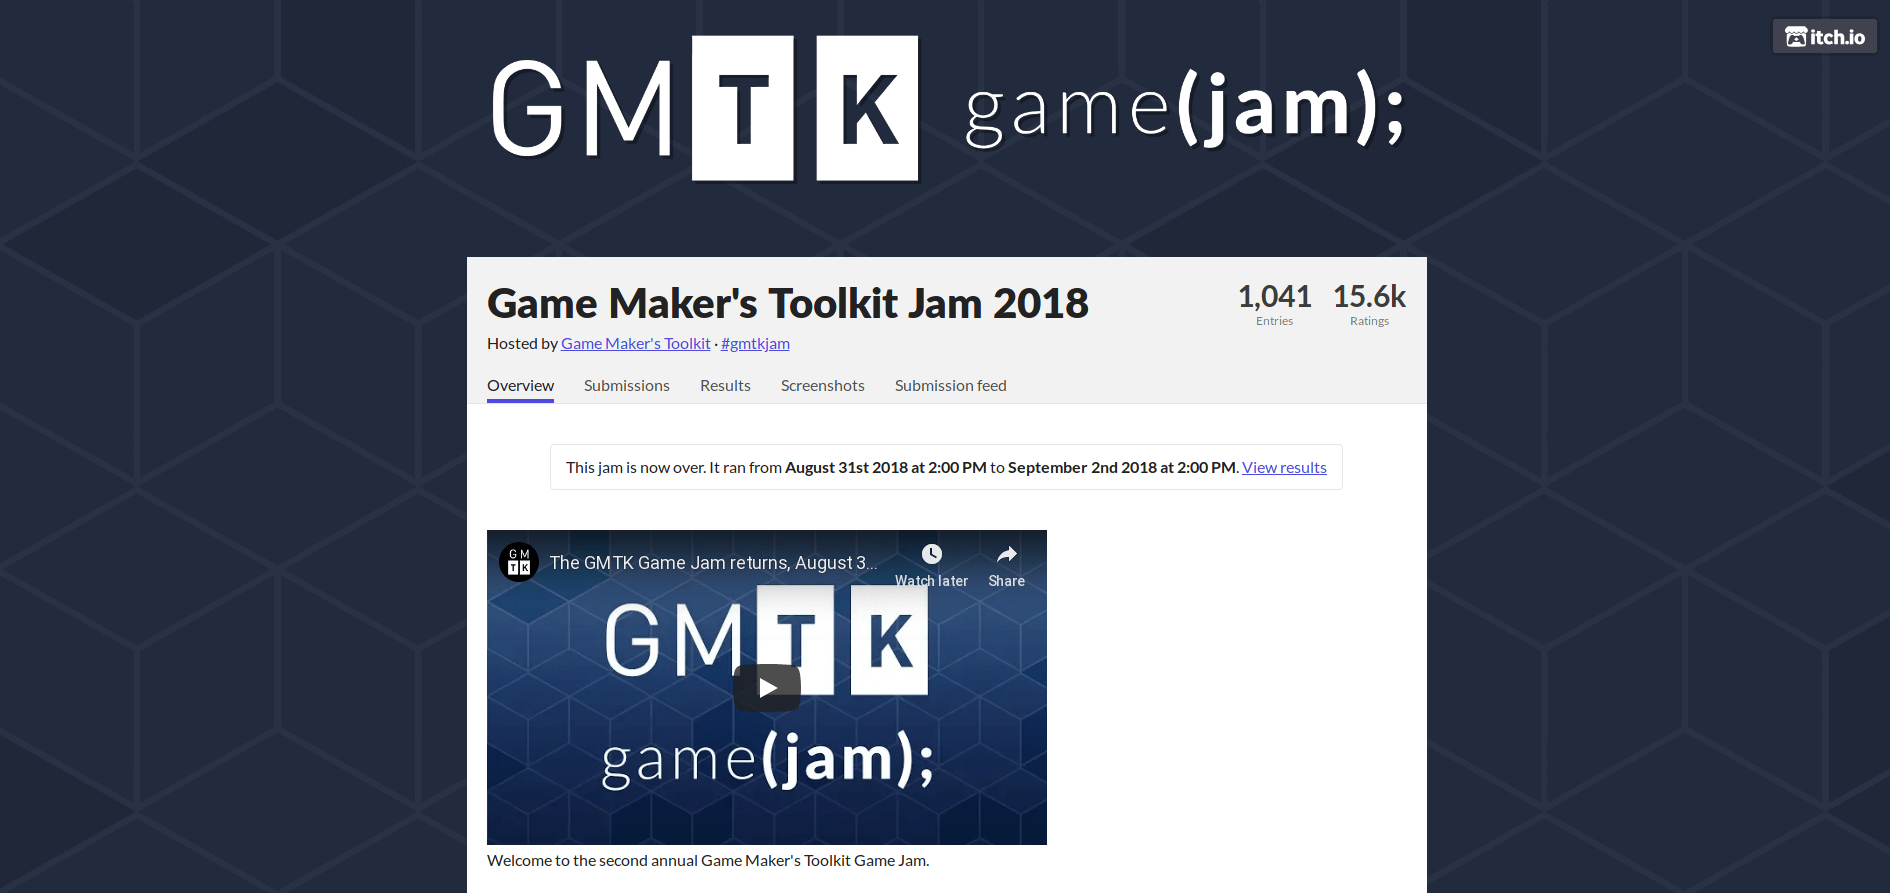 GMTK game(jam);
itch.io
Game Maker's Toolkit Jam 2018
1,041 15.6k
Entries Ratings
Hosted by Game Maker's Toolkit · #gmtkjam
Overview Submissions Results Screenshots Submission feed
This jam is now over. It ran from August 31st 2018 at 2:00 PM to September 2nd 2018 at 2:00 PM. View results
GM
TK
The GMTK Game Jam returns, August 3...
Watch later Share
GMTK
game(jam);
Welcome to the second annual Game Maker's Toolkit Game Jam.